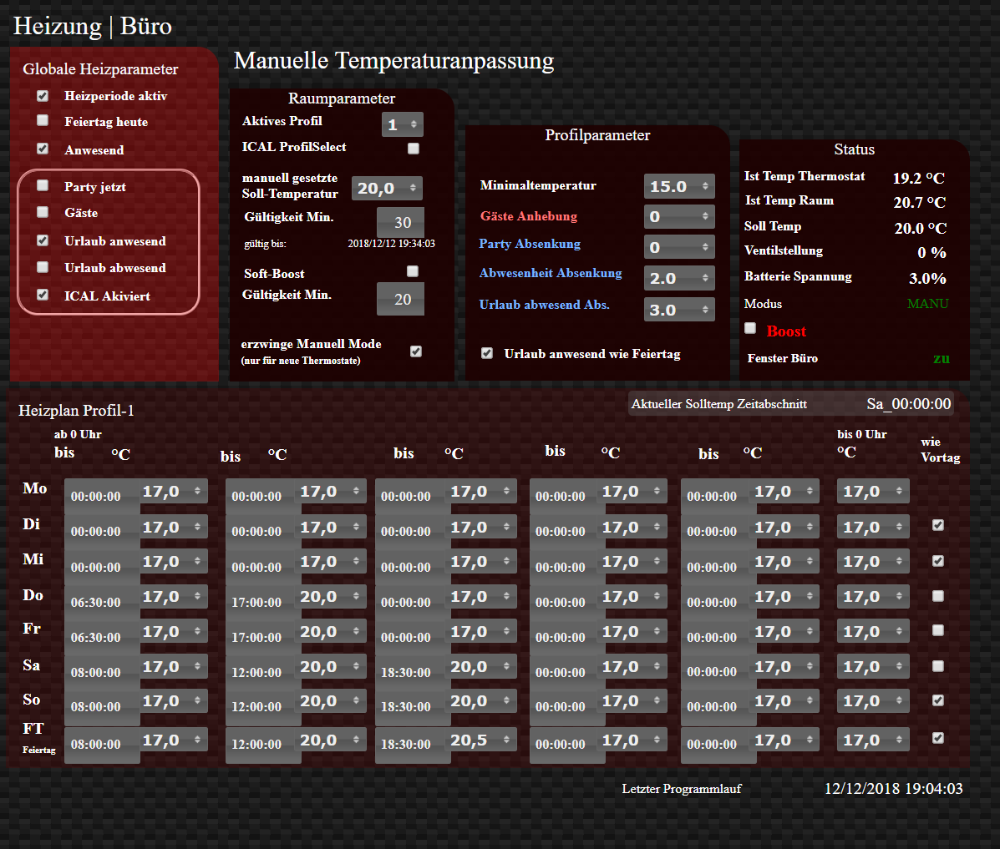 Heizung | Büro
Globale Heizparameter
Heizperiode aktiv
Feiertag heute
Anwesend
Party jetzt
Gäste
Urlaub anwesend
Urlaub abwesend
ICAL Akiviert
Manuelle Temperaturanpassung
Raumparameter
Aktives Profil 1
ICAL ProfilSelect
manuell gesetzte
Soll-Temperatur 20,0
Gültigkeit Min. 30
gültig bis: 2018/12/12 19:34:03
Soft-Boost
Gültigkeit Min. 20
erzwinge Manuell Mode
(nur für neue Thermostate)
Profilparameter
Minimaltemperatur 15.0
Gäste Anhebung 0
Party Absenkung 0
Abwesenheit Absenkung 2.0
Urlaub abwesend Abs. 3.0
Urlaub anwesend wie Feiertag
Status
Ist Temp Thermostat 19.2 °C
Ist Temp Raum 20.7 °C
Soll Temp 20.0 °C
Ventilstellung 0 %
Batterie Spannung 3.0%
Modus MANU
Boost
Fenster Büro zu
Heizplan Profil-1
Aktueller Solltemp Zeitabschnitt Sa_00:00:00
ab 0 Uhr bis 0 Uhr
bis °C bis °C bis °C bis °C bis °C °C wie
Vortag
Mo 00:00:00 17,0 00:00:00 17,0 00:00:00 17,0 00:00:00 17,0 00:00:00 17,0 17,0
Di 00:00:00 17,0 00:00:00 17,0 00:00:00 17,0 00:00:00 17,0 00:00:00 17,0 17,0
Mi 00:00:00 17,0 00:00:00 17,0 00:00:00 17,0 00:00:00 17,0 00:00:00 17,0 17,0
Do 06:30:00 17,0 17:00:00 20,0 00:00:00 17,0 00:00:00 17,0 00:00:00 17,0 17,0
Fr 06:30:00 17,0 17:00:00 20,0 00:00:00 17,0 00:00:00 17,0 00:00:00 17,0 17,0
Sa 08:00:00 17,0 12:00:00 20,0 18:30:00 20,0 00:00:00 17,0 00:00:00 17,0 17,0
So 08:00:00 17,0 12:00:00 20,0 18:30:00 20,0 00:00:00 17,0 00:00:00 17,0 17,0
FT 08:00:00 17,0 12:00:00 20,0 18:30:00 20,5 00:00:00 17,0 00:00:00 17,0 17,0
Feiertag
Letzter Programmlauf 12/12/2018 19:04:03